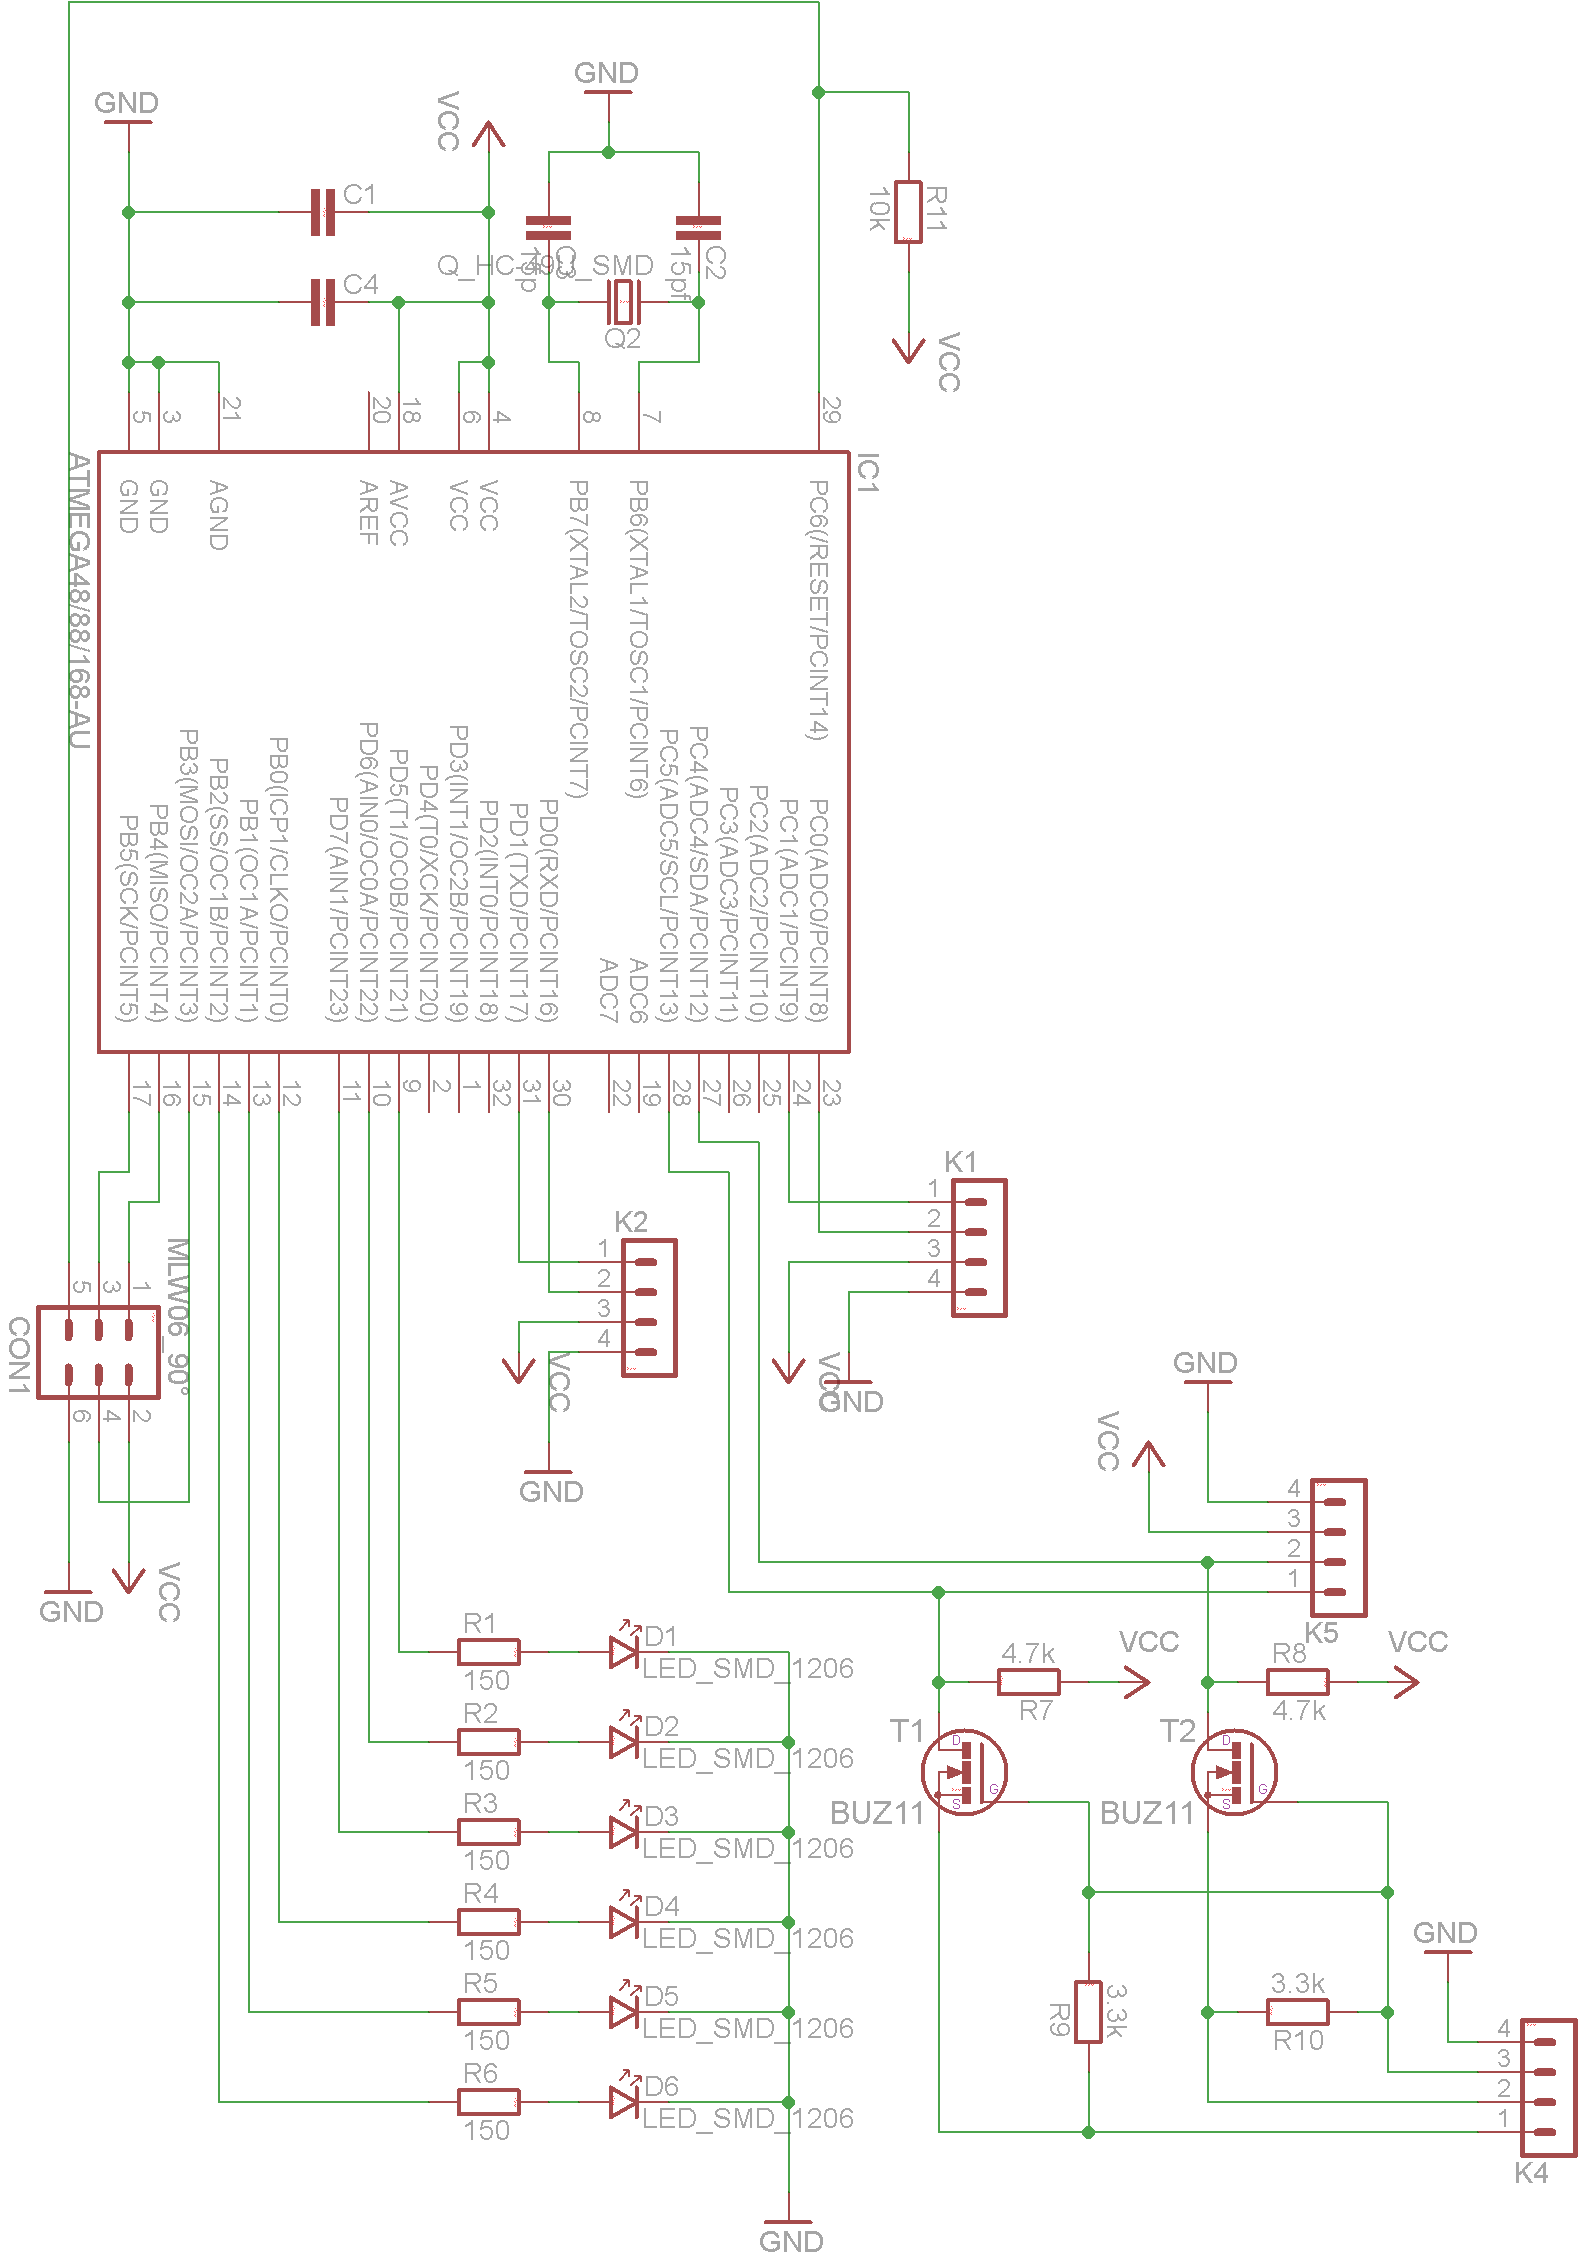 GND
GND
VCC
C1
C4
R11
10k
VCC
C3
15p
C2
15pf
Q_HC-49U_SMD
Q2
5
3
21
20
18
6
4
8
7
29
IC1
ATMEGA48/88/168-AU
GND
GND
AGND
AREF
AVCC
VCC
VCC
PB7(XTAL2/TOSC2/PCINT7)
PB6(XTAL1/TOSC1/PCINT6)
PC6(/RESET/PCINT14)
PB5(SCK/PCINT5)
PB4(MISO/PCINT4)
PB3(MOSI/OC2A/PCINT3)
PB2(SS/OC1B/PCINT2)
PB1(OC1A/PCINT1)
PB0(ICP1/CLKO/PCINT0)
PD7(AIN1/PCINT23)
PD6(AIN0/OC0A/PCINT22)
PD5(T1/OC0B/PCINT21)
PD4(T0/XCK/PCINT20)
PD3(INT1/OC2B/PCINT19)
PD2(INT0/PCINT18)
PD1(TXD/PCINT17)
PD0(RXD/PCINT16)
ADC7
ADC6
PC5(ADC5/SCL/PCINT13)
PC4(ADC4/SDA/PCINT12)
PC3(ADC3/PCINT11)
PC2(ADC2/PCINT10)
PC1(ADC1/PCINT9)
PC0(ADC0/PCINT8)
17
16
15
14
13
12
11
10
9
2
1
32
31
30
22
19
28
27
26
25
24
23
K1
1
2
3
4
VCC
GND
K2
1
2
3
4
VCC
GND
MLW06_90°
5
3
1
CON1
6
4
2
VCC
GND
GND
VCC
4
3
2
1
K5
R1
150
D1
LED_SMD_1206
R2
150
D2
LED_SMD_1206
R3
150
D3
LED_SMD_1206
R4
150
D4
LED_SMD_1206
R5
150
D5
LED_SMD_1206
R6
150
D6
LED_SMD_1206
GND
4.7k
R7
VCC
R8
4.7k
VCC
T1
D
G
S
BUZ11
T2
D
G
S
BUZ11
3.3k
R9
3.3k
R10
GND
4
3
2
1
K4